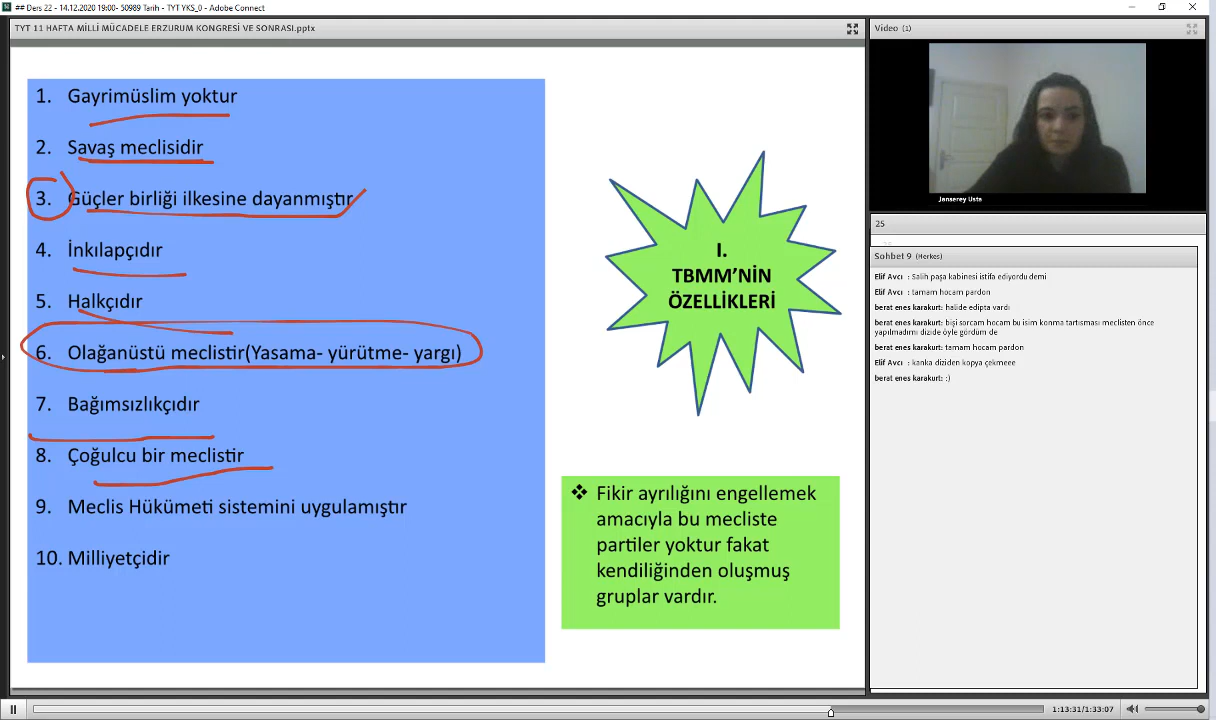 ## Ders 22 - 14.12.2020 19:00- 50989 Tarih - TYT YKS_0 - Adobe Connect
TYT 11 HAFTA MİLLİ MÜCADELE ERZURUM KONGRESİ VE SONRASI.pptx
1. Gayrimüslim yoktur
2. Savaş meclisidir
3. Güçler birliği ilkesine dayanmıştır
4. İnkılapçıdır
5. Halkçıdır
6. Olağanüstü meclistir(Yasama- yürütme- yargı)
7. Bağımsızlıkçıdır
8. Çoğulcu bir meclistir
9. Meclis Hükümeti sistemini uygulamıştır
10. Milliyetçidir
I.
TBMM’NİN
ÖZELLİKLERİ
❖ Fikir ayrılığını engellemek
amacıyla bu mecliste
partiler yoktur fakat
kendiliğinden oluşmuş
gruplar vardır.
Video (1)
Janserey Usta
25
Sohbet 9 (Herkes)
Elif Avcı : Salih paşa kabinesi istifa ediyordu demi
Elif Avcı : tamam hocam pardon
berat enes karakurt: halide edipta vardı
berat enes karakurt: bişi sorcam hocam bu isim konma tartısması meclisten önce
yapılmadımı dizide öyle gördüm de
berat enes karakurt: tamam hocam pardon
Elif Avcı : kanka diziden kopya çekmeee
berat enes karakurt: :)
1:13:31/1:33:07